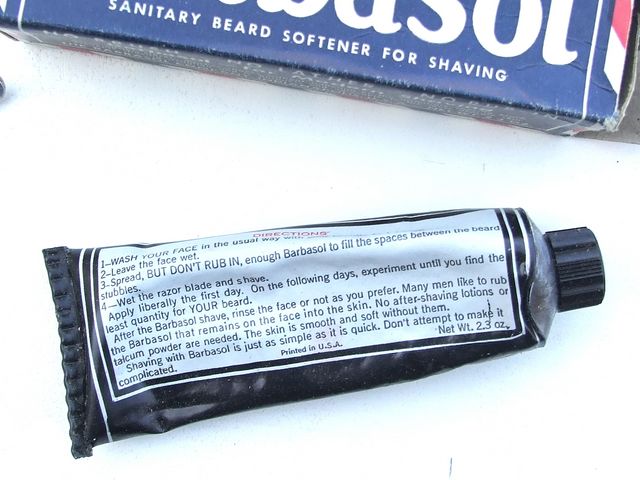 basol
SANITARY BEARD SOFTENER FOR SHAVING
DIRECTIONS
1-WASH YOUR FACE in the usual way with
2-Leave the face wet.
3-Spread, BUT DON'T RUB IN, enough Barbasol to fill the spaces between the beard
stubbles.
4-Wet the razor blade and shave.
Apply liberally the first day. On the following days, experiment until you find the
least quantity for YOUR beard.
After the Barbasol shave, rinse the face or not as you prefer. Many men like to rub
the Barbasol that remains on the face into the skin. No after-shaving lotions or
talcum powder are needed. The skin is smooth and soft without them.
Shaving with Barbasol is just as simple as it is quick. Don't attempt to make it
complicated.
Printed in U.S.A.
Net Wt. 2.3 oz.